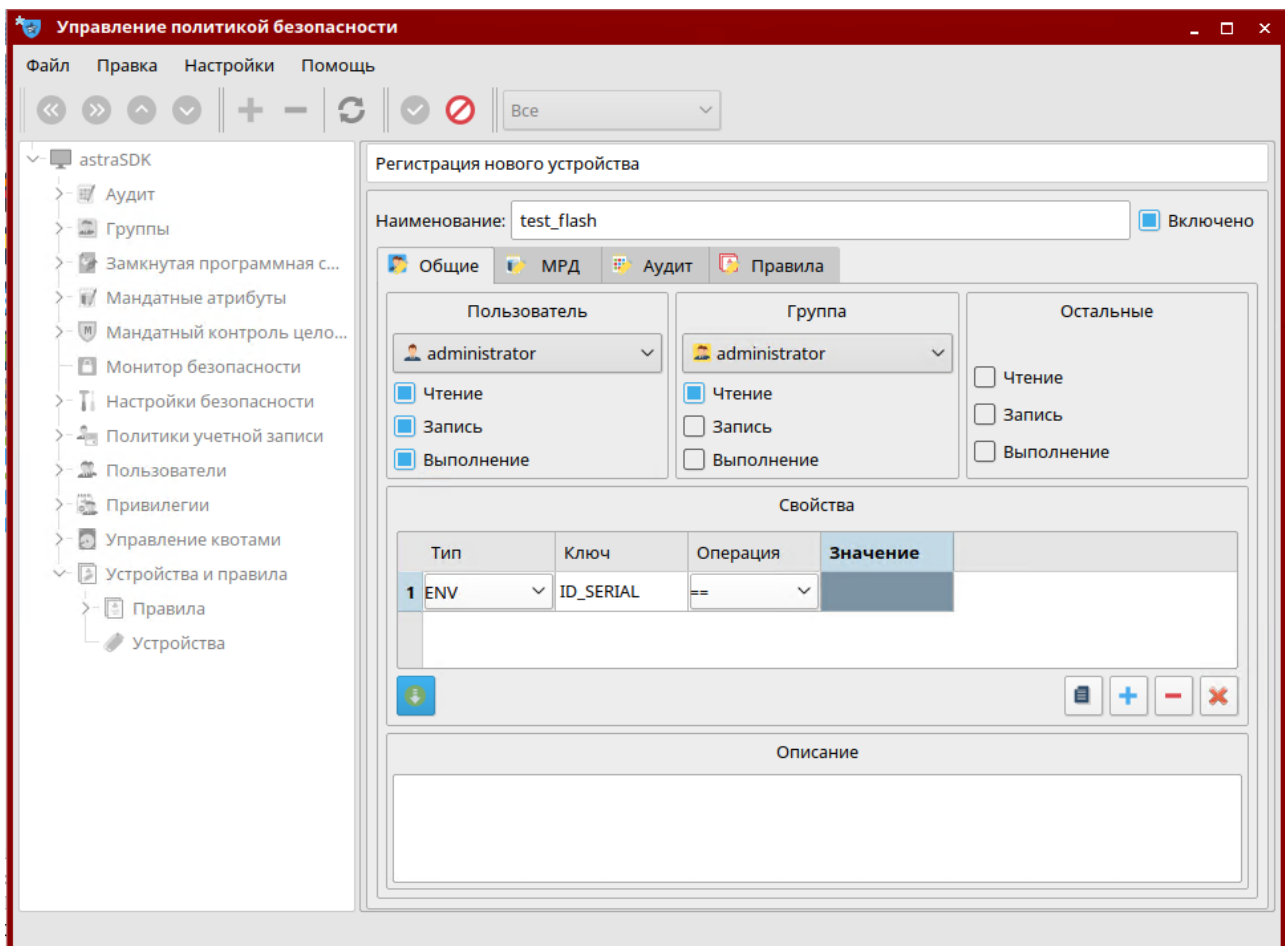 Управление политикой безопасности
Файл Правка Настройки Помощь
Все
astraSDK
Аудит
Группы
Замкнутая программная с...
Мандатные атрибуты
Мандатный контроль цело...
Монитор безопасности
Настройки безопасности
Политики учетной записи
Пользователи
Привилегии
Управление квотами
Устройства и правила
Правила
Устройства
Регистрация нового устройства
Наименование: test_flash Включено
Общие МРД Аудит Правила
Пользователь Группа Остальные
administrator administrator
Чтение Чтение Чтение
Запись Запись Запись
Выполнение Выполнение Выполнение
Свойства
Тип Ключ Операция Значение
1 ENV ID_SERIAL ==
Описание